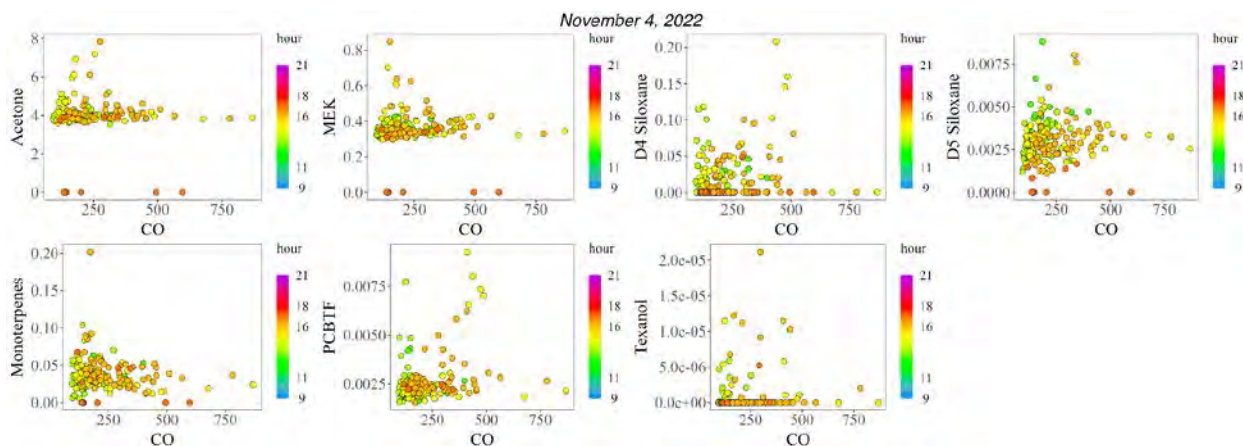 November 4, 2022
8
6
4
2
0
Acetone
250 500 750
CO
hour
21
18
16
11
9
0.8
0.6
0.4
0.2
0.0
MEK
250 500 750
CO
hour
21
18
16
11
9
0.20
0.15
0.10
0.05
0.00
D4 Siloxane
250 500 750
CO
hour
21
18
16
11
9
0.0075
0.0050
0.0025
0.0000
D5 Siloxane
250 500 750
CO
hour
21
18
16
11
9
0.20
0.15
0.10
0.05
0.00
Monoterpenes
250 500 750
CO
hour
21
18
16
11
9
0.0075
0.0050
0.0025
PCBTF
250 500 750
CO
hour
21
18
16
11
9
2.0e-05
1.5e-05
1.0e-05
5.0e-06
0.0e+00
Texanol
250 500 750
CO
hour
21
18
16
11
9